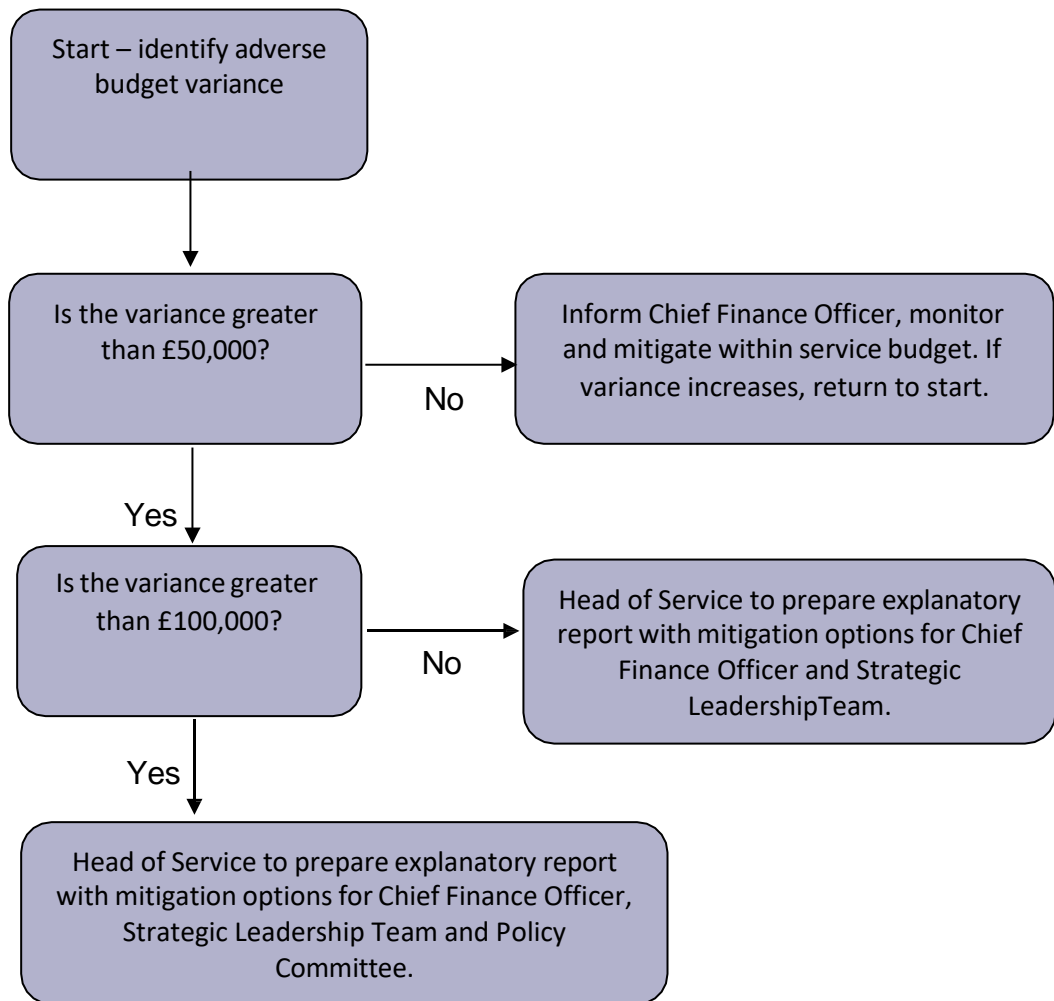 Start – identify adverse
budget variance
Is the variance greater
than £50,000?
No
Inform Chief Finance Officer, monitor
and mitigate within service budget. If
variance increases, return to start.
Yes
Is the variance greater
than £100,000?
No
Head of Service to prepare explanatory
report with mitigation options for Chief
Finance Officer and Strategic
LeadershipTeam.
Yes
Head of Service to prepare explanatory report
with mitigation options for Chief Finance Officer,
Strategic Leadership Team and Policy
Committee.